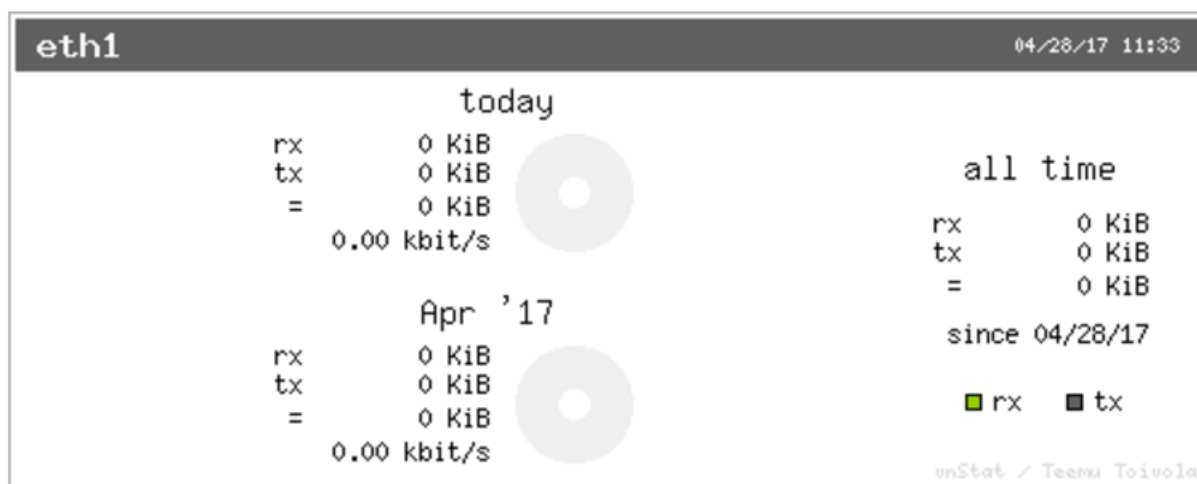 eth1 04/28/17 11:33
today
rx 0 KiB
tx 0 KiB
= 0 KiB
0.00 kbit/s
Apr '17
rx 0 KiB
tx 0 KiB
= 0 KiB
0.00 kbit/s
all time
rx 0 KiB
tx 0 KiB
= 0 KiB
since 04/28/17
rx tx
vnStat / Teemu Toivola